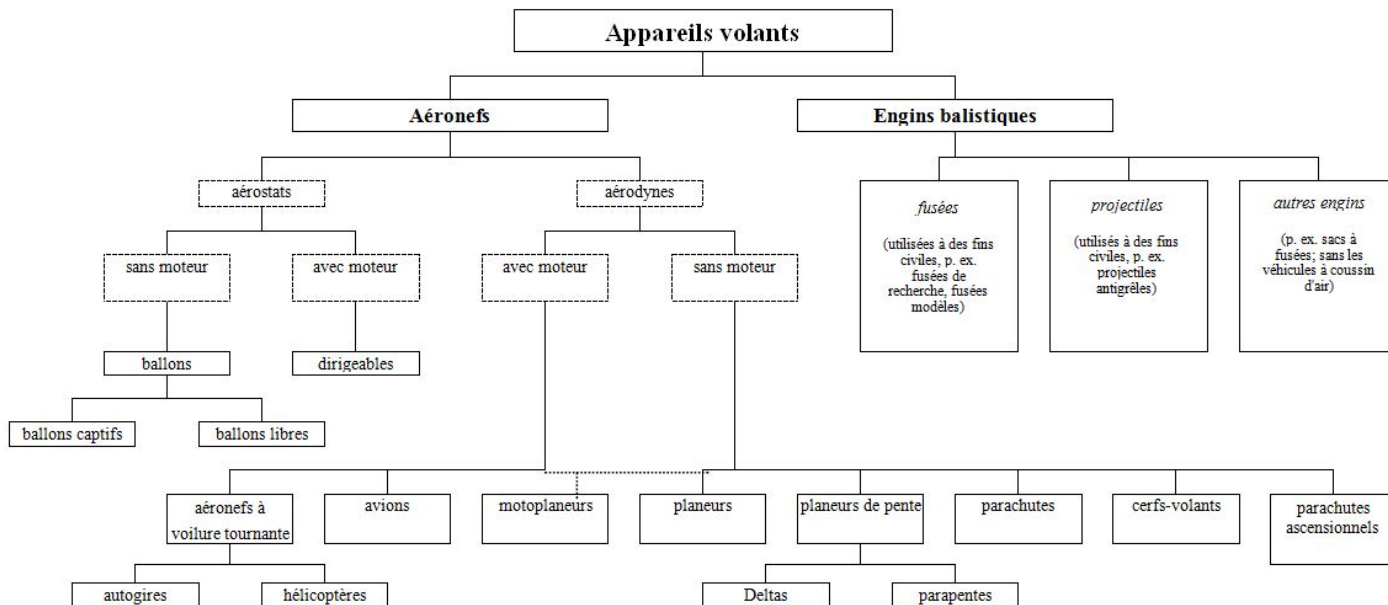 Appareils volants
Aéronefs
Engins balistiques
aérostats
aérodynes
fusées
(utilisées à des fins
civiles, p. ex.
fusées de
recherche, fusées
modèles)
projectiles
(utilisés à des fins
civiles, p. ex.
projectiles
antigrêles)
autres engins
(p. ex. sacs à
fusées; sans les
véhicules à coussin
d'air)
sans moteur
avec moteur
avec moteur
sans moteur
ballons
dirigeables
ballons captifs
ballons libres
aéronefs à
voilure tournante
avions
motoplaneurs
planeurs
planeurs de pente
parachutes
cerfs-volants
parachutes
ascensionnels
autogires
hélicoptères
Deltas
parapentes